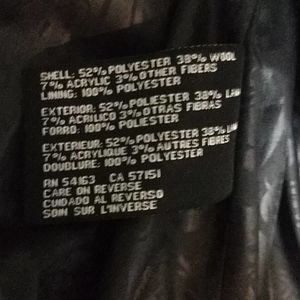 SHELL: 52% POLYESTER 38% WOOL
7% ACRYLIC 3% OTHER FIBERS
LINING: 100% POLYESTER
EXTERIOR: 52% POLIESTER 38%
7% ACRILICO 3% OTRAS FIBRAS
FORRO: 100% POLIESTER
EXTERIEUR: 52% POLYESTER 38%
7% ACRYLIQUE 3% AUTRES FIBRES
DOUBLURE: 100% POLYESTER
RN 54163 CA 57151
CARE ON REVERSE
CUIDADO AL REVERSO
SOIN SUR L'INVERSE